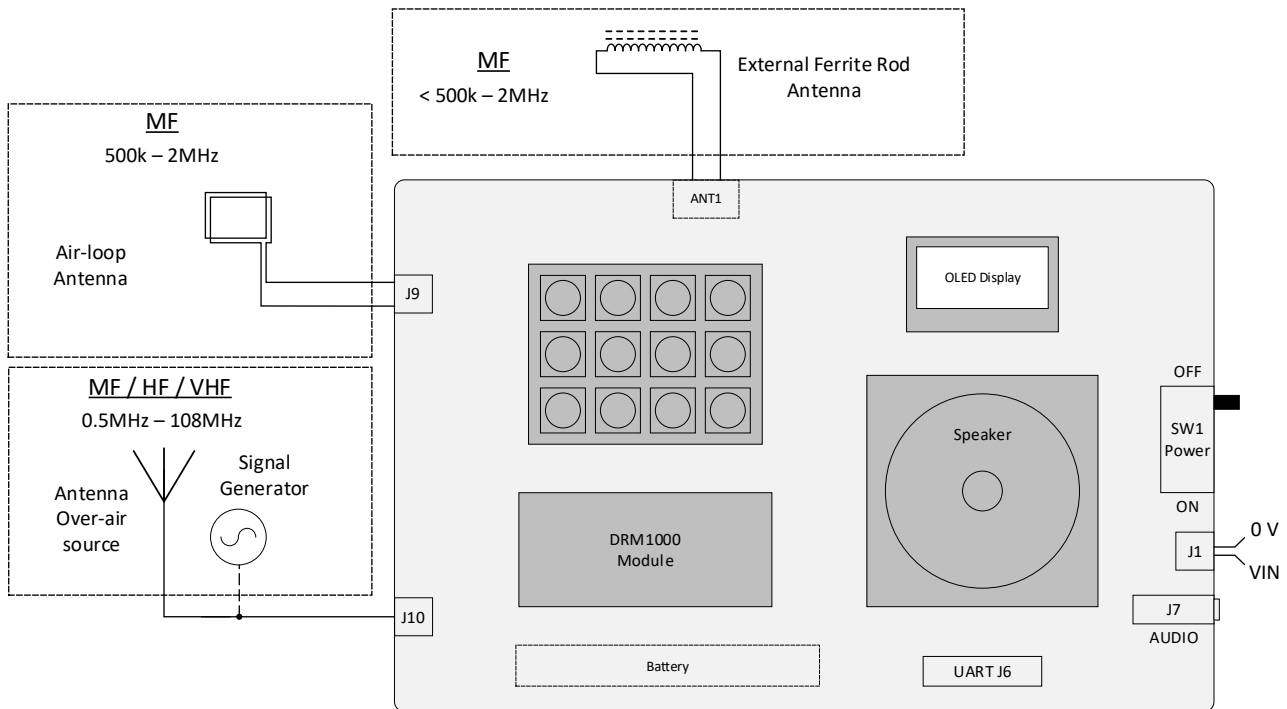 MF
< 500k – 2MHz
External Ferrite Rod
Antenna
MF
500k – 2MHz
Air-loop
Antenna
ANT1
J9
OLED Display
MF / HF / VHF
0.5MHz – 108MHz
Signal
Generator
Antenna
Over-air
source
J10
Speaker
OFF
SW1
Power
ON
DRM1000
Module
J1
0 V
VIN
J7
AUDIO
Battery
UART J6